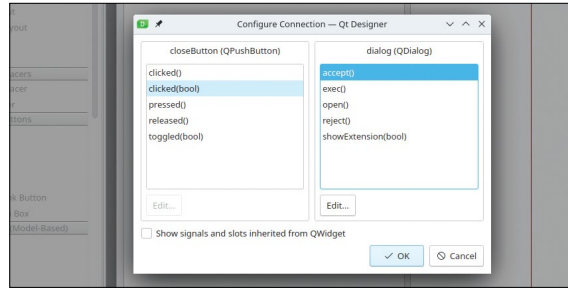 yout
Configure Connection — Qt Designer
closeButton (QPushButton)
dialog (QDialog)
clicked()
clicked(bool)
pressed()
released()
toggled(bool)
accept()
exec()
open()
reject()
showExtension(bool)
Edit...
Edit...
Show signals and slots inherited from QWidget
OK
Cancel
acers
acer
r
ttons
k Button
Box
(Model-Based)